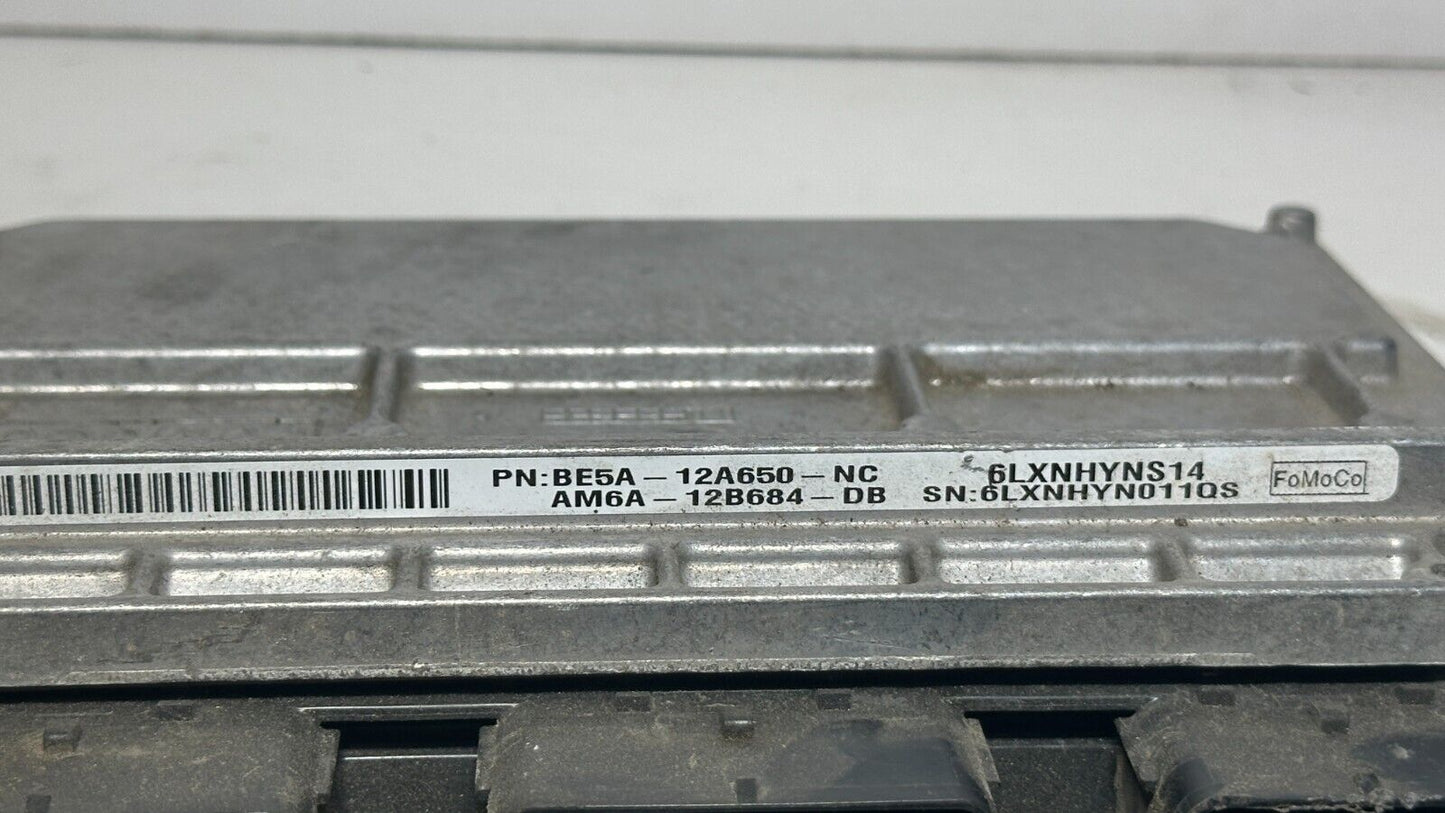 PN:BE5A-12A650-NC 6LXNHYNS14
AM6A-12B684-DB SN:6LXNHYN011QS
FoMoCo